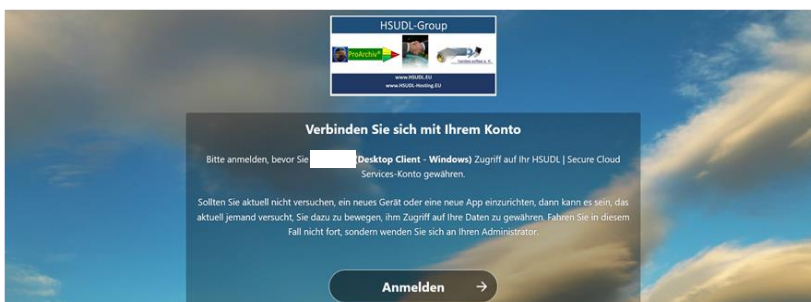 HSUDL-Group
ProArchiv®
www.HSUDL.EU
www.HSUDL-Hosting.EU
Verbinden Sie sich mit Ihrem Konto
Bitte anmelden, bevor Sie (Desktop Client - Windows) Zugriff auf Ihr HSUDL | Secure Cloud
Services-Konto gewähren.
Sollten Sie aktuell nicht versuchen, ein neues Gerät oder eine neue App einzurichten, dann kann es sein, das
aktuell jemand versucht, Sie dazu zu bewegen, ihm Zugriff auf Ihre Daten zu gewähren. Fahren Sie in diesem
Fall nicht fort, sondern wenden Sie sich an Ihren Administrator.
Anmelden →